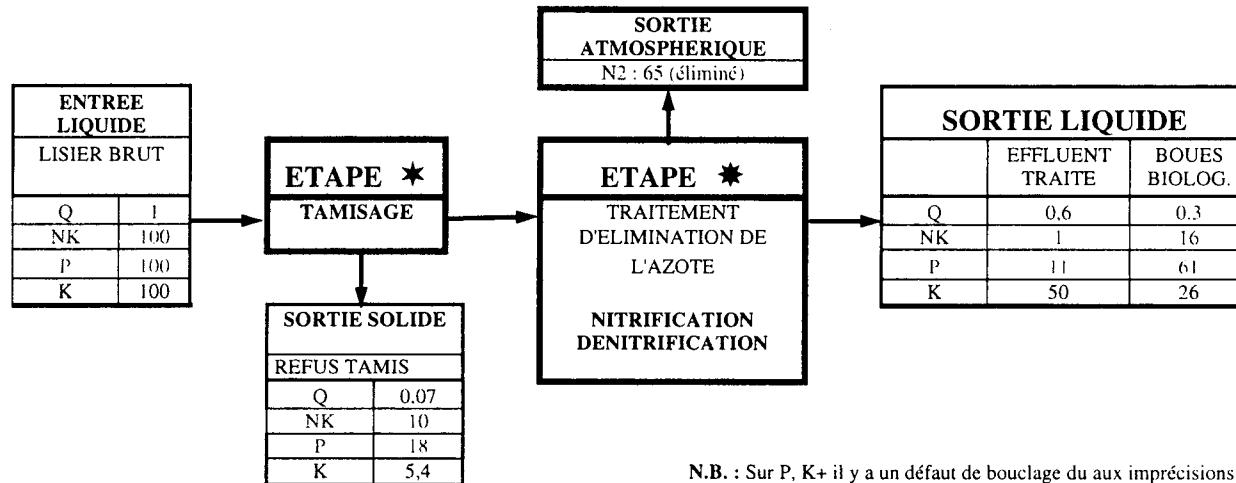 SORTIE
ATMOSPHERIQUE
N2 : 65 (éliminé)
ENTREE
LIQUIDE
LISIER BRUT
Q 1
NK 100
P 100
K 100
ETAPE ✶
TAMISAGE
SORTIE SOLIDE
REFUS TAMIS
Q 0.07
NK 10
P 18
K 5,4
ETAPE ✸
TRAITEMENT
D'ELIMINATION DE
L'AZOTE
NITRIFICATION
DENITRIFICATION
SORTIE LIQUIDE
EFFLUENT TRAITE BOUES BIOLOG.
Q 0.6 0.3
NK 1 16
P 11 61
K 50 26
N.B. : Sur P, K+ il y a un défaut de bouclage du aux imprécisions